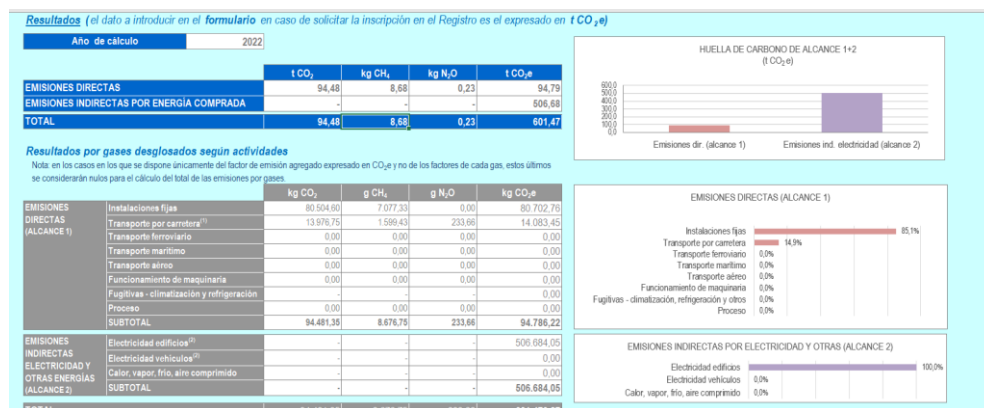 Resultados ( el dato a introducir en el formulario en caso de solicitar la inscripción en el Registro es el expresado en t CO₂e)
Año de cálculo 2022
t CO₂ kg CH₄ kg N₂O t CO₂e
EMISIONES DIRECTAS 94,48 8,68 0,23 94,79
EMISIONES INDIRECTAS POR ENERGÍA COMPRADA - - - 506,68
TOTAL 94,48 8,68 0,23 601,47
Resultados por gases desglosados según actividades
Nota: en los casos en los que se dispone únicamente del factor de emisión agregado expresado en CO₂e y no de los factores de cada gas, estos últimos
se considerarán nulos para el cálculo del total de las emisiones por gases.
kg CO₂ g CH₄ g N₂O kg CO₂e
EMISIONES DIRECTAS (ALCANCE 1)
Instalaciones fijas 80.504,60 7.077,33 0,00 80.702,76
Transporte por carretera⁽¹⁾ 13.976,75 1.599,43 233,66 14.083,45
Transporte ferroviario 0,00 0,00 0,00 0,00
Transporte marítimo 0,00 0,00 0,00 0,00
Transporte aéreo 0,00 0,00 0,00 0,00
Funcionamiento de maquinaria 0,00 0,00 0,00 0,00
Fugitivas - climatización y refrigeración - - - 0,00
Proceso 0,00 0,00 0,00 0,00
SUBTOTAL 94.481,35 8.676,75 233,66 94.786,22
EMISIONES INDIRECTAS ELECTRICIDAD Y OTRAS ENERGÍAS (ALCANCE 2)
Electricidad edificios⁽²⁾ - - - 506.684,05
Electricidad vehículos⁽²⁾ - - - 0,00
Calor, vapor, frío, aire comprimido - - - 0,00
SUBTOTAL - - - 506.684,05
HUELLA DE CARBONO DE ALCANCE 1+2
(t CO₂e)
600,0
500,0
400,0
300,0
200,0
100,0
0,0
Emisiones dir. (alcance 1) Emisiones ind. electricidad (alcance 2)
EMISIONES DIRECTAS (ALCANCE 1)
Instalaciones fijas 85,1%
Transporte por carretera 14,9%
Transporte ferroviario 0,0%
Transporte marítimo 0,0%
Transporte aéreo 0,0%
Funcionamiento de maquinaria 0,0%
Fugitivas - climatización, refrigeración y otros 0,0%
Proceso 0,0%
EMISIONES INDIRECTAS POR ELECTRICIDAD Y OTRAS (ALCANCE 2)
Electricidad edificios 100,0%
Electricidad vehículos 0,0%
Calor, vapor, frío, aire comprimido 0,0%